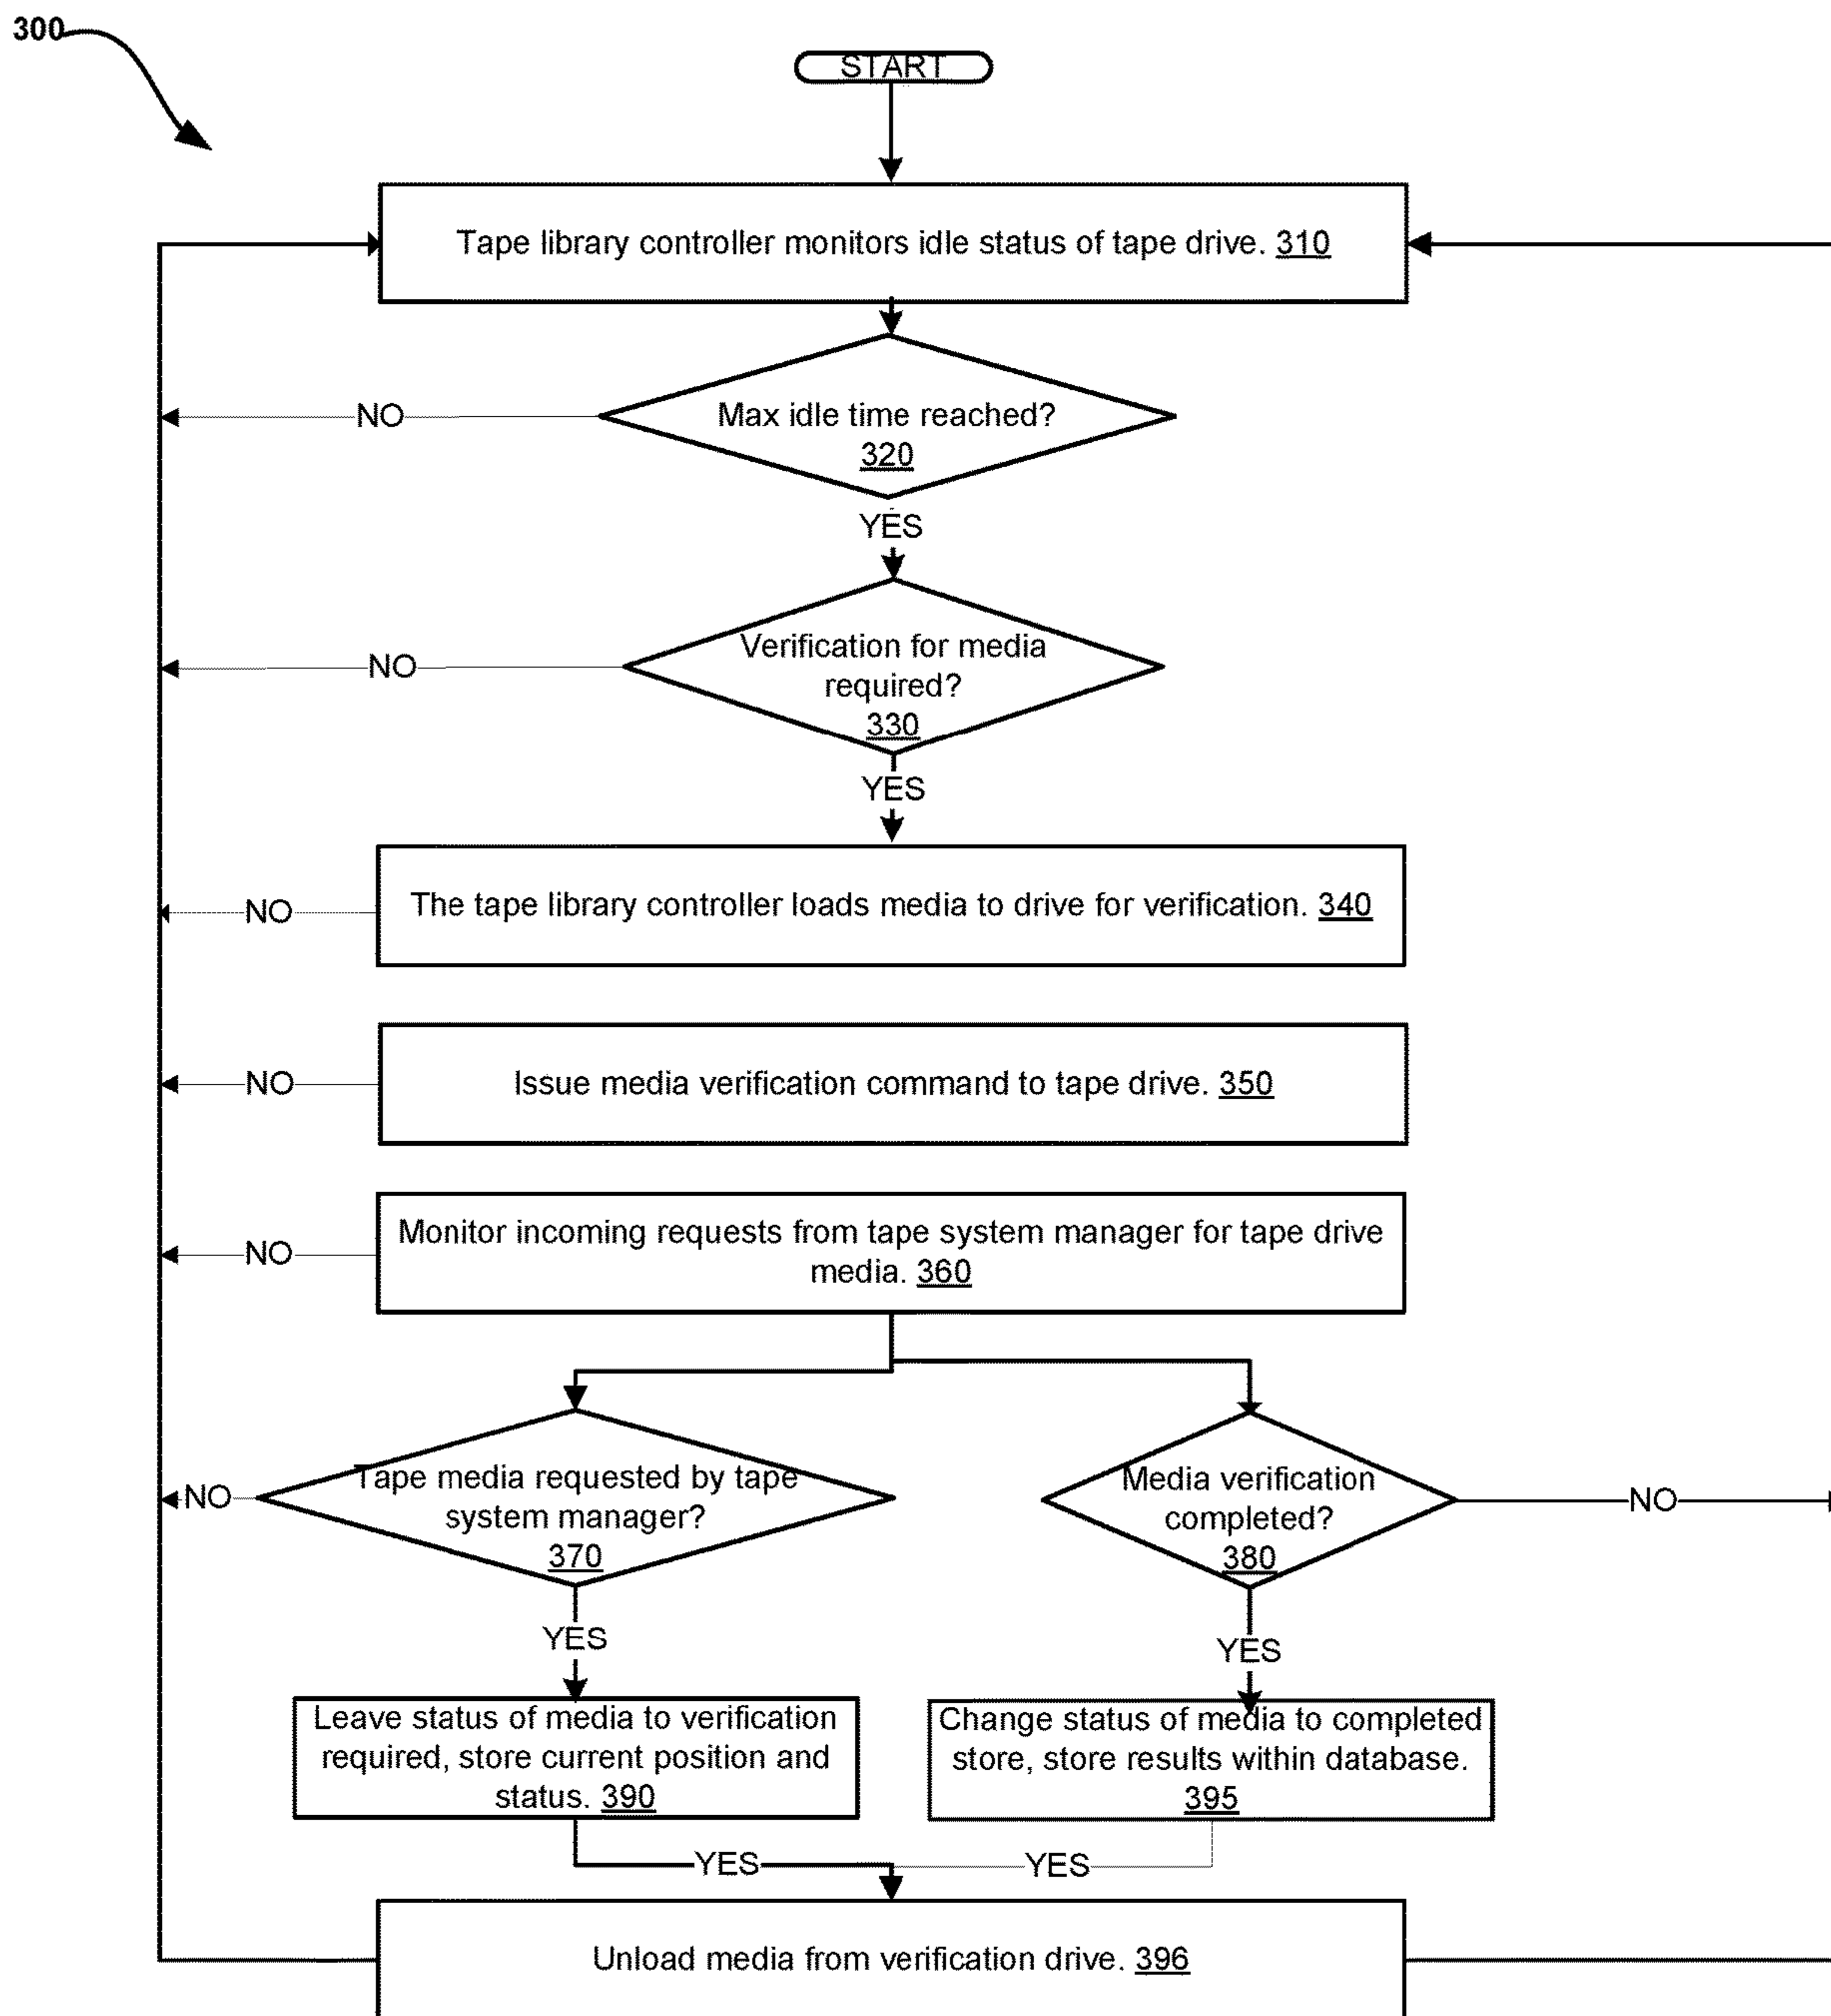 300
START
Tape library controller monitors idle status of tape drive. 310
NO
Max idle time reached?
320
YES
NO
Verification for media
required?
330
YES
NO
The tape library controller loads media to drive for verification. 340
NO
Issue media verification command to tape drive. 350
NO
Monitor incoming requests from tape system manager for tape drive
media. 360
NO
Tape media requested by tape
system manager?
370
Media verification
completed?
380
NO
YES
YES
Leave status of media to verification
required, store current position and
status. 390
Change status of media to completed
store, store results within database.
395
YES
YES
Unload media from verification drive. 396